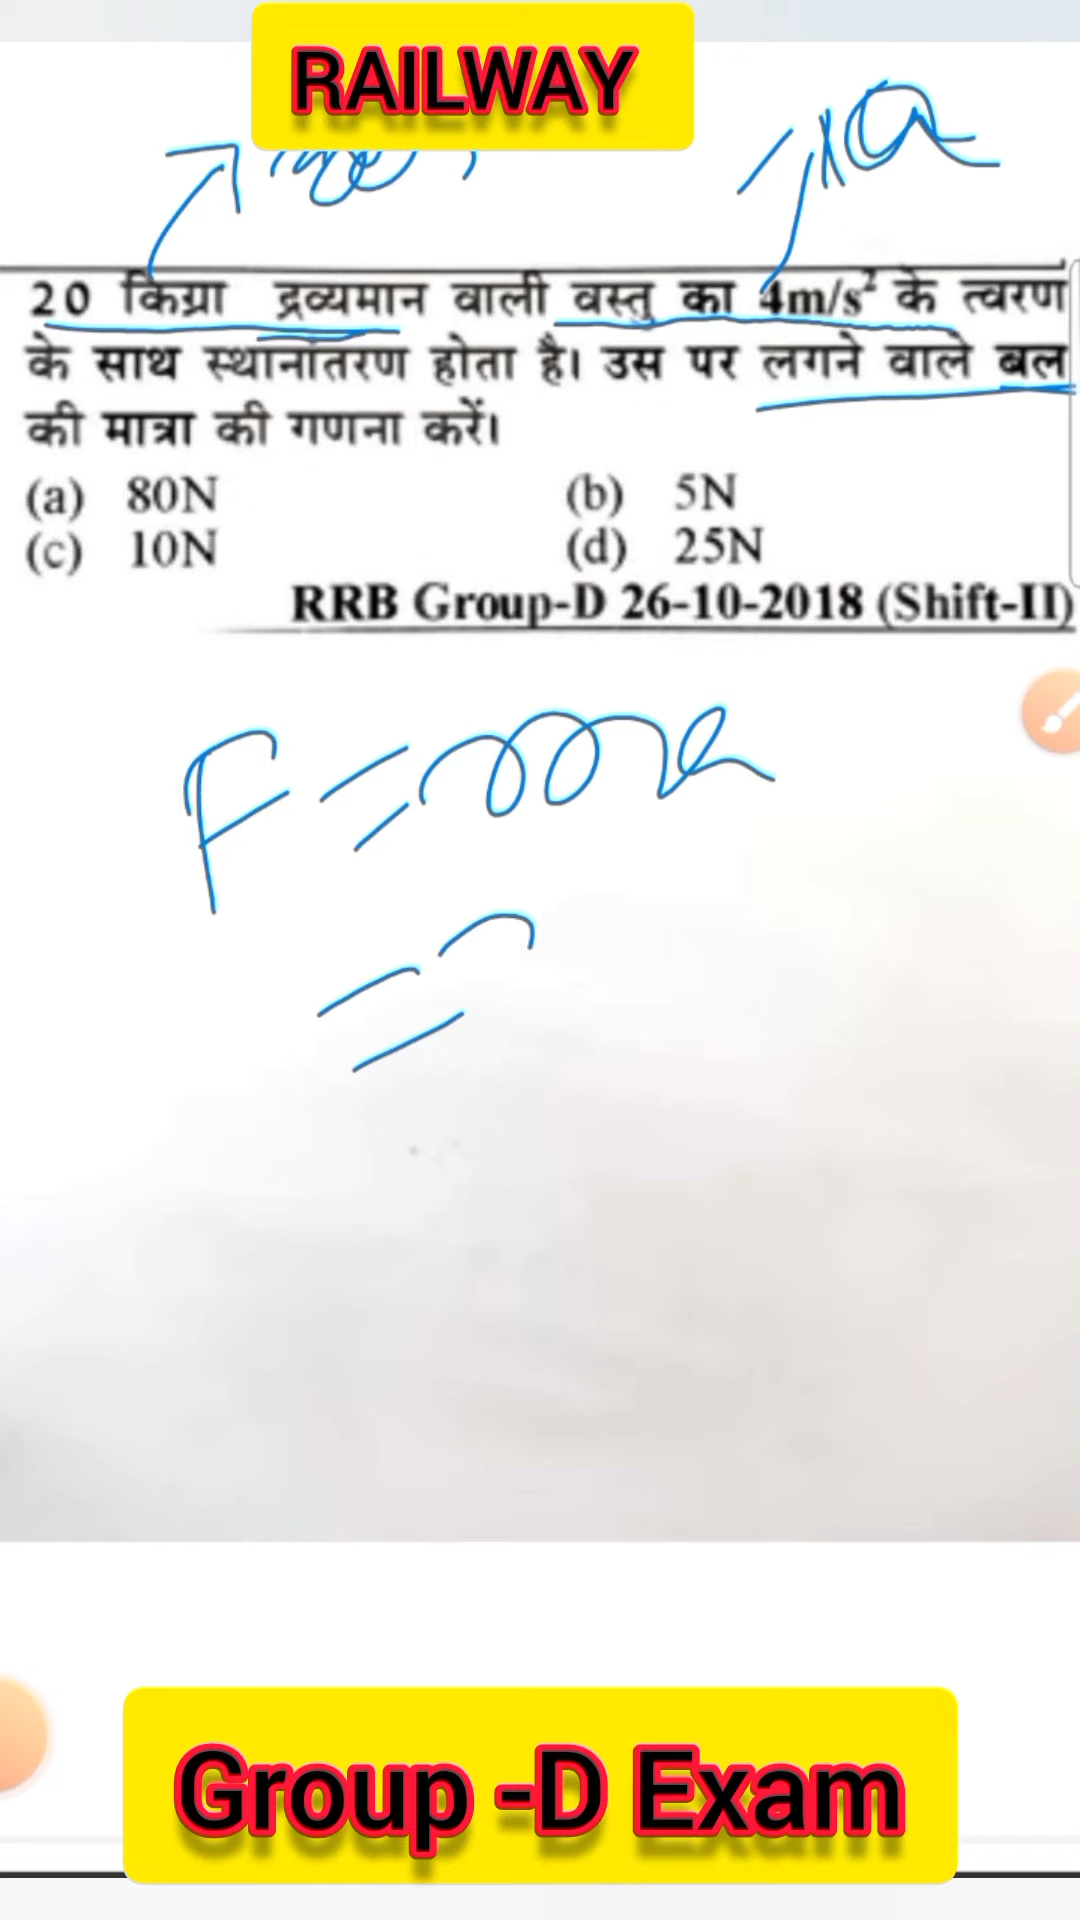 RAILWAY
20 किग्रा द्रव्यमान वाली वस्तु का 4m/s² के त्वरण
के साथ स्थानांतरण होता है। उस पर लगने वाले बल
की मात्रा की गणना करें।
(a) 80N (b) 5N
(c) 10N (d) 25N
RRB Group-D 26-10-2018 (Shift-II)
F=ma
=
Group -D Exam